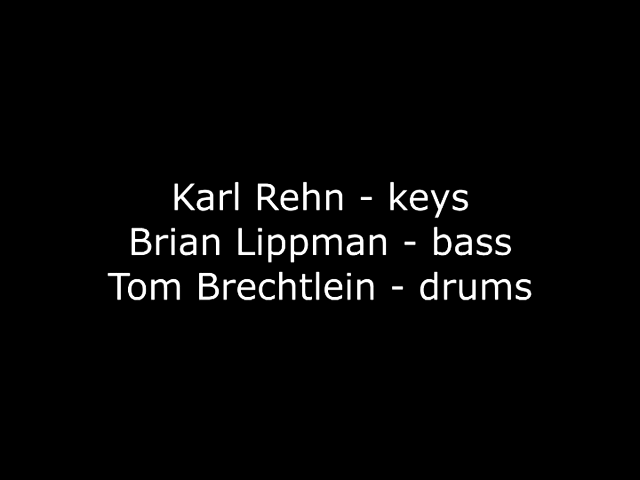 Karl Rehn - keys
Brian Lippman - bass
Tom Brechtlein - drums